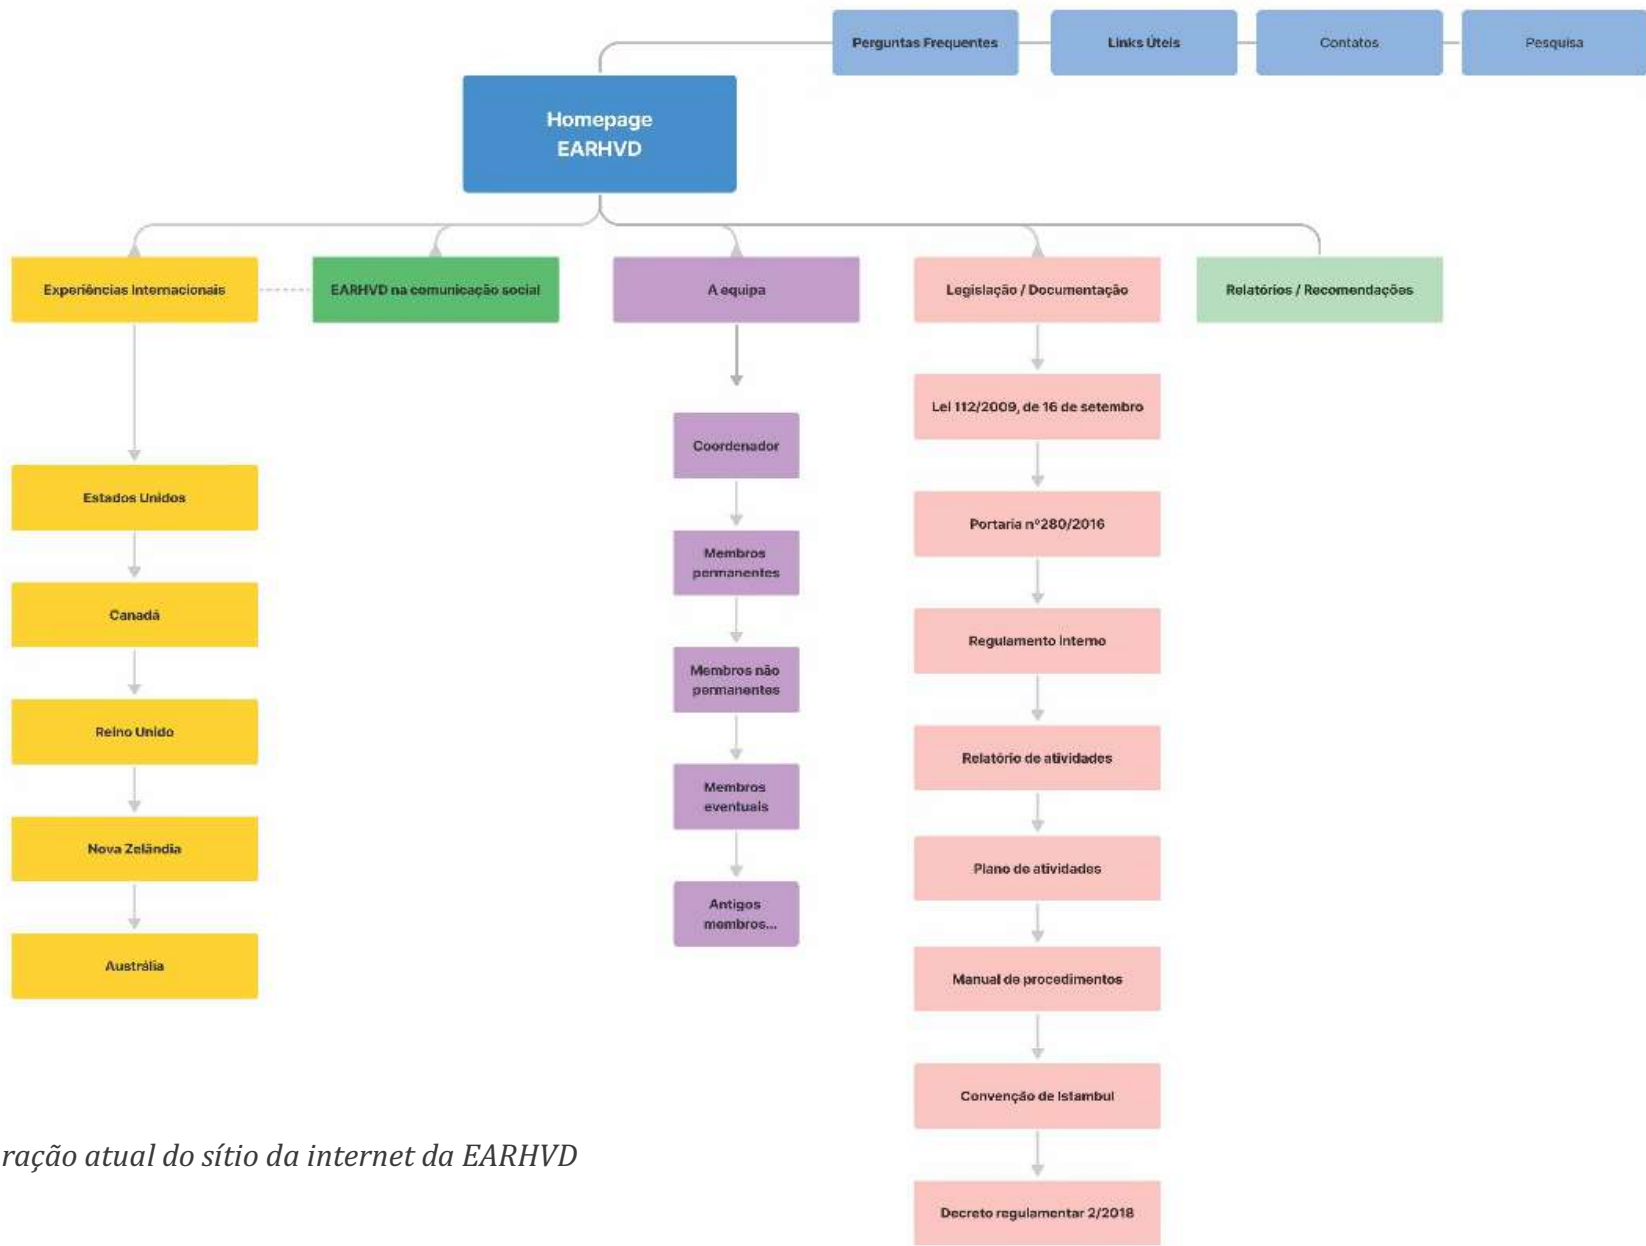 Perguntas Frequentes
Links Úteis
Contatos
Pesquisa
Homepage
EARHVD
Experiências Internacionais
EARHVD na comunicação social
A equipa
Legislação / Documentação
Relatórios / Recomendações
Estados Unidos
Canadá
Reino Unido
Nova Zelândia
Austrália
Coordenador
Membros
permanentes
Membros não
permanentes
Membros
eventuais
Antigos
membros...
Lei 112/2009, de 16 de setembro
Portaria nº280/2016
Regulamento interno
Relatório de atividades
Plano de atividades
Manual de procedimentos
Convenção de Istambul
Decreto regulamentar 2/2018
ração atual do sítio da internet da EARHVD